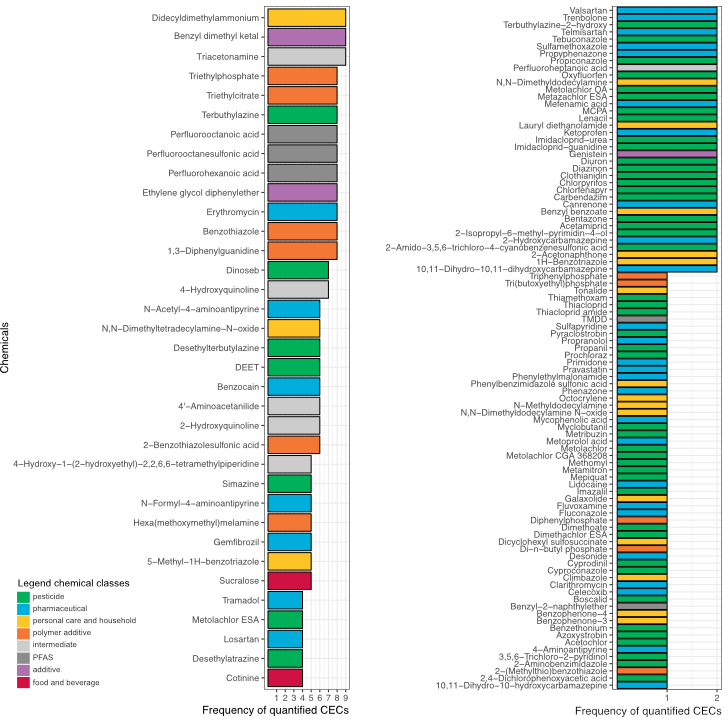 Chemicals
Didecyldimethylammonium
Benzyl dimethyl ketal
Triacetonamine
Triethylphosphate
Triethylcitrate
Terbuthylazine
Perfluorooctanoic acid
Perfluorooctanesulfonic acid
Perfluorohexanoic acid
Ethylene glycol diphenylether
Erythromycin
Benzothiazole
1,3−Diphenylguanidine
Dinoseb
4−Hydroxyquinoline
N−Acetyl−4−aminoantipyrine
N,N−Dimethyltetradecylamine−N−oxide
Desethylterbutylazine
DEET
Benzocain
4'−Aminoacetanilide
2−Hydroxyquinoline
2−Benzothiazolesulfonic acid
4−Hydroxy−1−(2−hydroxyethyl)−2,2,6,6−tetramethylpiperidine
Simazine
N−Formyl−4−aminoantipyrine
Hexa(methoxymethyl)melamine
Gemfibrozil
5−Methyl−1H−benzotriazole
Sucralose
Tramadol
Metolachlor ESA
Losartan
Desethylatrazine
Cotinine
1 2 3 4 5 6 7 8 9
Frequency of quantified CECs
Legend chemical classes
pesticide
pharmaceutical
personal care and household
polymer additive
intermediate
PFAS
additive
food and beverage
Valsartan
Trenbolone
Terbuthylazine−2−hydroxy
Telmisartan
Tebuconazole
Sulfamethoxazole
Propyphenazone
Propiconazole
Perfluoroheptanoic acid
Oxyfluorfen
N,N−Dimethyldodecylamine
Metolachlor OA
Metazachlor ESA
Mefenamic acid
MCPA
Lenacil
Lauryl diethanolamide
Ketoprofen
Imidacloprid−urea
Imidacloprid−guanidine
Genistein
Diuron
Diazinon
Clothianidin
Chlorpyrifos
Chlorfenapyr
Carbendazim
Canrenone
Benzyl benzoate
Bentazone
Acetamiprid
2−Isopropyl−6−methyl−pyrimidin−4−ol
2−Hydroxycarbamazepine
2−Amido−3,5,6−trichloro−4−cyanobenzenesulfonic acid
2−Acetonaphthone
1H−Benzotriazole
10,11−Dihydro−10,11−dihydroxycarbamazepine
Triphenylphosphate
Tri(butoxyethyl)phosphate
Tonalide
Thiamethoxam
Thiacloprid
Thiacloprid amide
TMDD
Sulfapyridine
Pyraclostrobin
Propranolol
Propanil
Prochloraz
Primidone
Pravastatin
Phenylethylmalonamide
Phenylbenzimidazole sulfonic acid
Phenazone
Octocrylene
N−Methyldodecylamine
N,N−Dimethyldodecylamine N−oxide
Mycophenolic acid
Myclobutanil
Metribuzin
Metoprolol acid
Metolachlor
Metolachlor CGA 368208
Methomyl
Metamitron
Mepiquat
Lidocaine
Imazalil
Galaxolide
Fluvoxamine
Fluconazole
Diphenylphosphate
Dimethoate
Dimethachlor ESA
Dicyclohexyl sulfosuccinate
Di−n−butyl phosphate
Desonide
Cyprodinil
Cyproconazole
Climbazole
Clarithromycin
Celecoxib
Boscalid
Benzyl−2−naphthylether
Benzophenone−4
Benzophenone−3
Benzethonium
Azoxystrobin
Acetochlor
4−Aminoantipyrine
3,5,6−Trichloro−2−pyridinol
2−Aminobenzimidazole
2−(Methylthio)benzothiazole
2,4−Dichlorophenoxyacetic acid
10,11−Dihydro−10−hydroxycarbamazepine
1 2
Frequency of quantified CECs